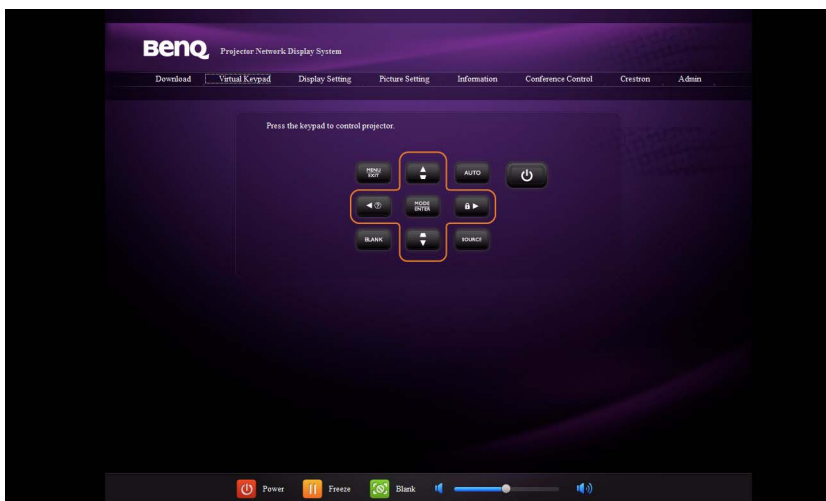 BenQ Projector Network Display System
Download Virtual Keypad Display Setting Picture Setting Information Conference Control Crestron Admin
Press the keypad to control projector.
MENU
EXIT
AUTO
MODE
ENTER
BLANK
SOURCE
Power Freeze Blank